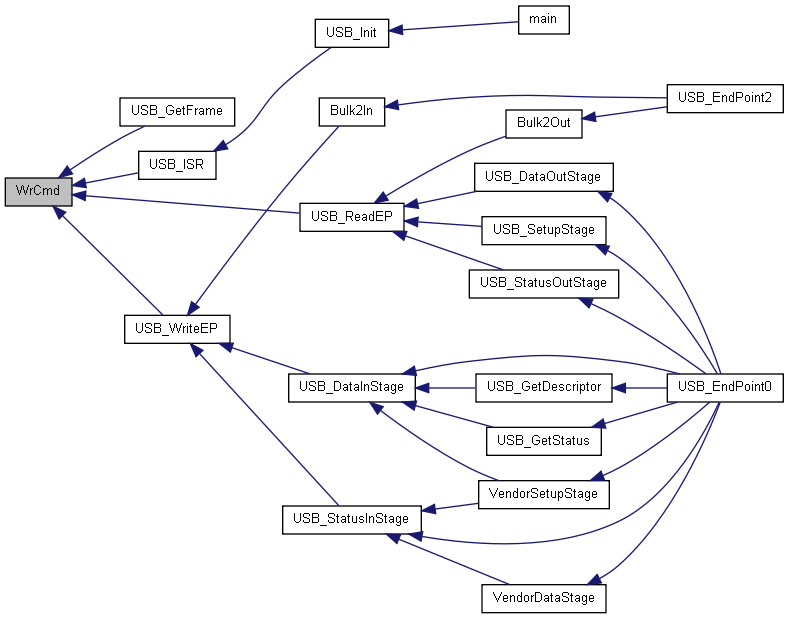 main
USB_Init
USB_EndPoint2
USB_GetFrame
Bulk2In
Bulk2Out
USB_ISR
USB_DataOutStage
WrCmd
USB_ReadEP
USB_SetupStage
USB_StatusOutStage
USB_WriteEP
USB_DataInStage
USB_GetDescriptor
USB_EndPoint0
USB_GetStatus
VendorSetupStage
USB_StatusInStage
VendorDataStage